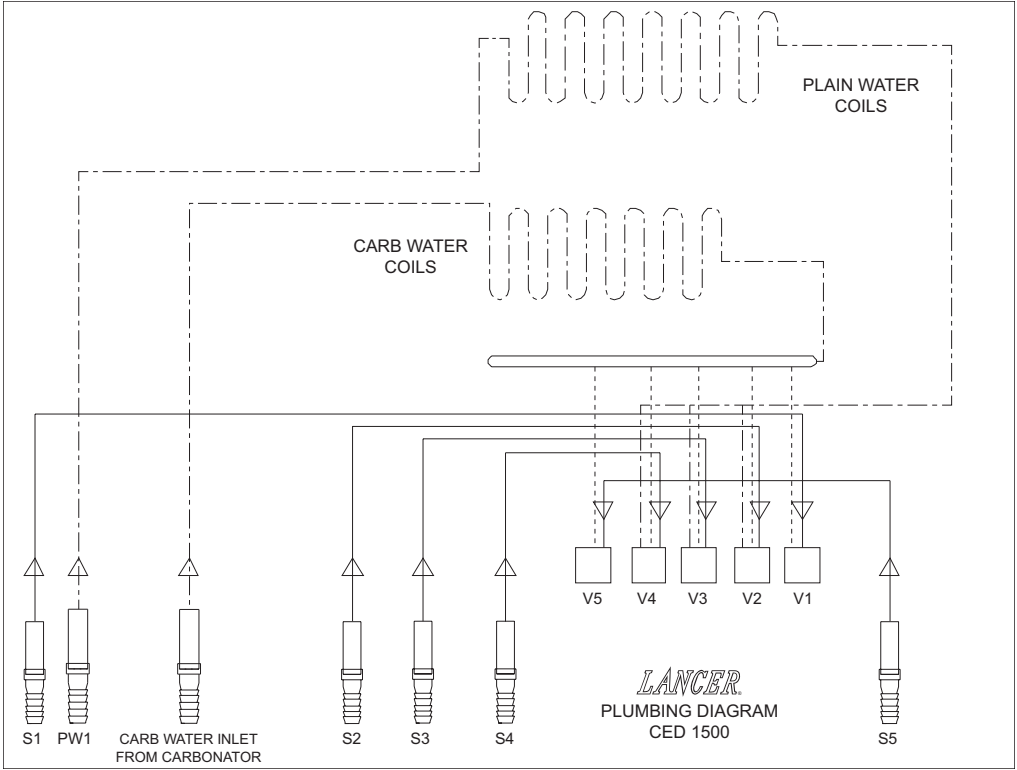 PLAIN WATER
COILS
CARB WATER
COILS
V5 V4 V3 V2 V1
LANCER®
PLUMBING DIAGRAM
CED 1500
S1 PW1 CARB WATER INLET
FROM CARBONATOR
S2 S3 S4 S5